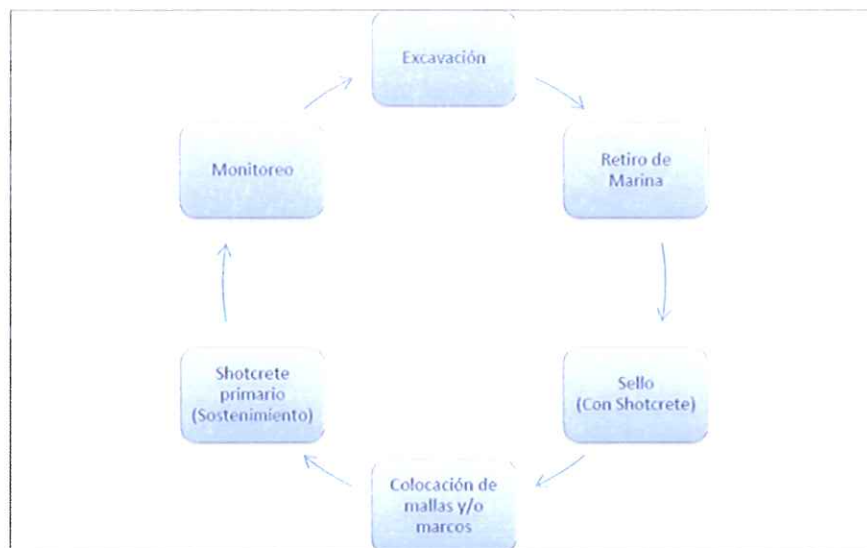 Excavación
Retiro de
Marina
Sello
(Con Shotcrete)
Colocación de
mallas y/o
marcos
Shotcrete
primario
(Sostenimiento)
Monitoreo